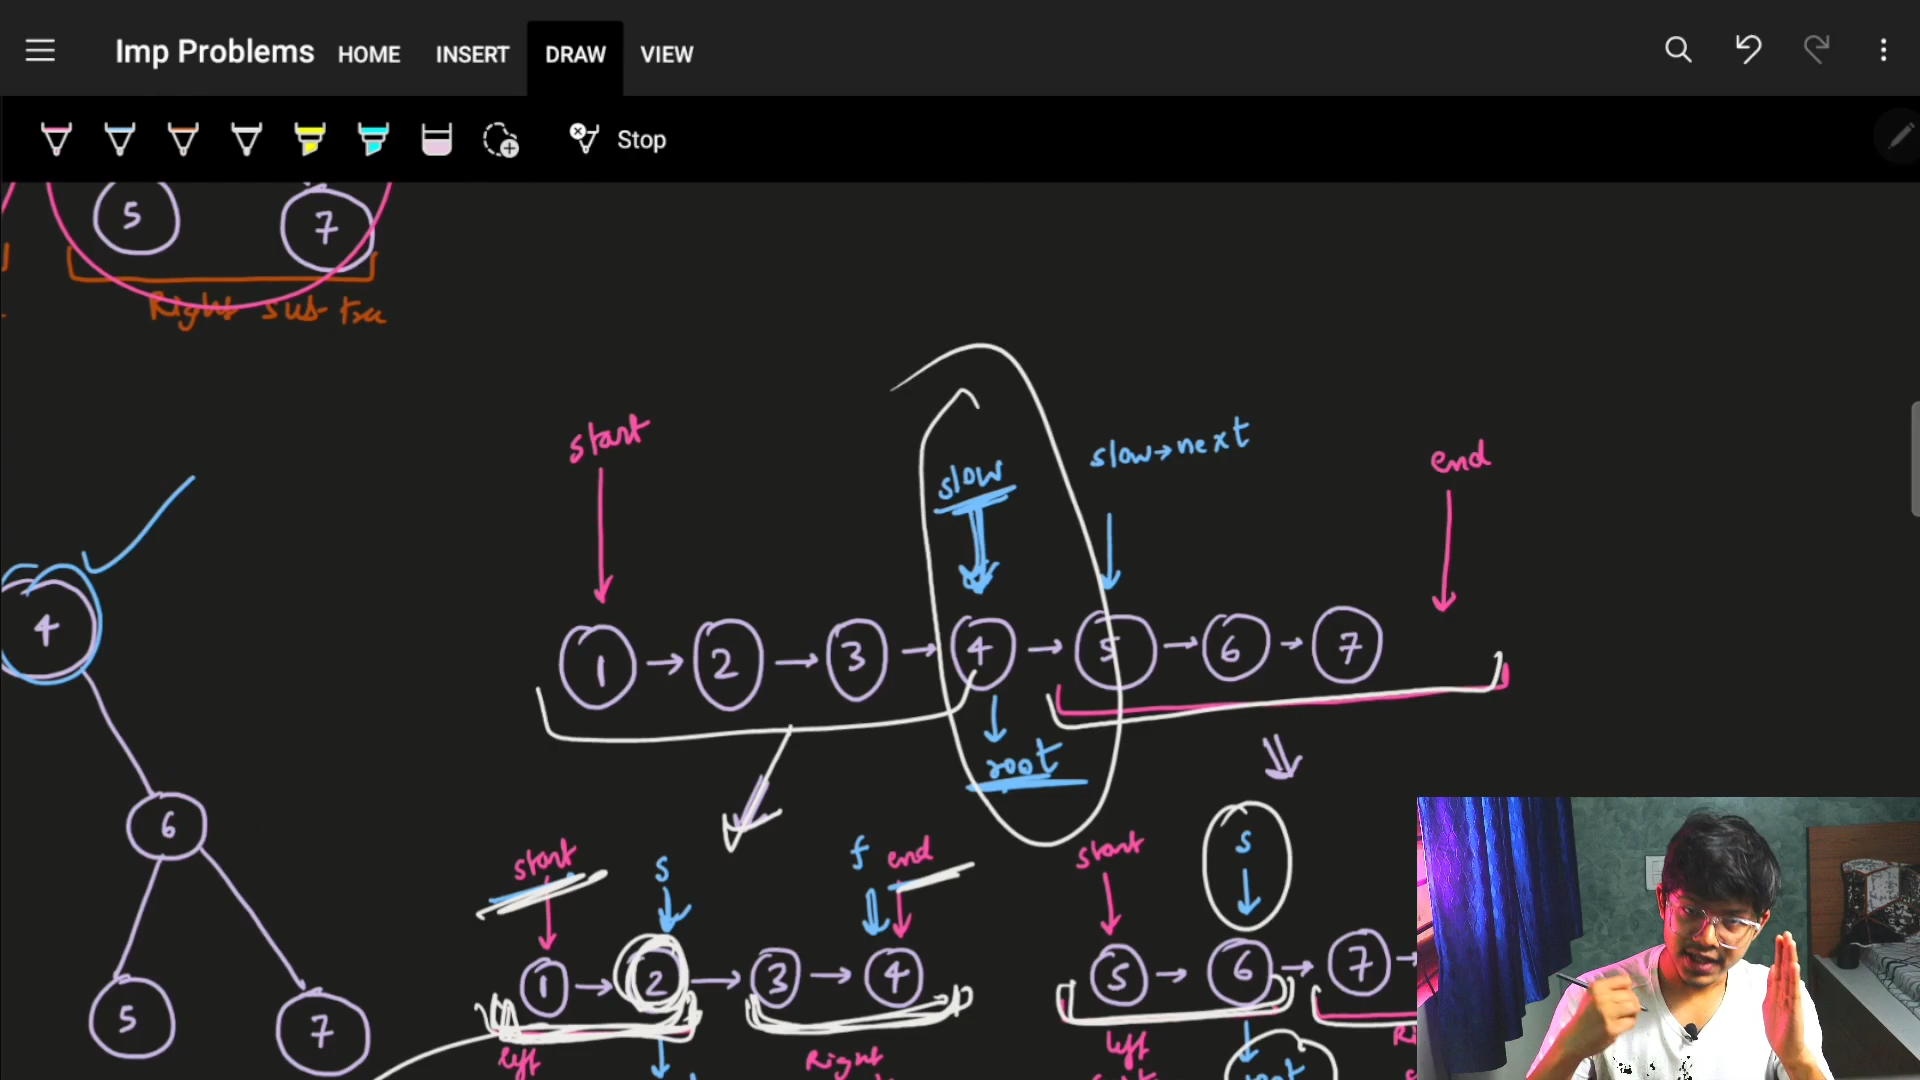 Imp Problems HOME INSERT DRAW VIEW
Stop
5 7
Right sub-tree
start slow slow→next end
4
1 → 2 → 3 → 4 → 5 → 6 → 7
root
6
start s f end start s
5 7
1 → 2 → 3 → 4 5 → 6 → 7 →
left Right left
root